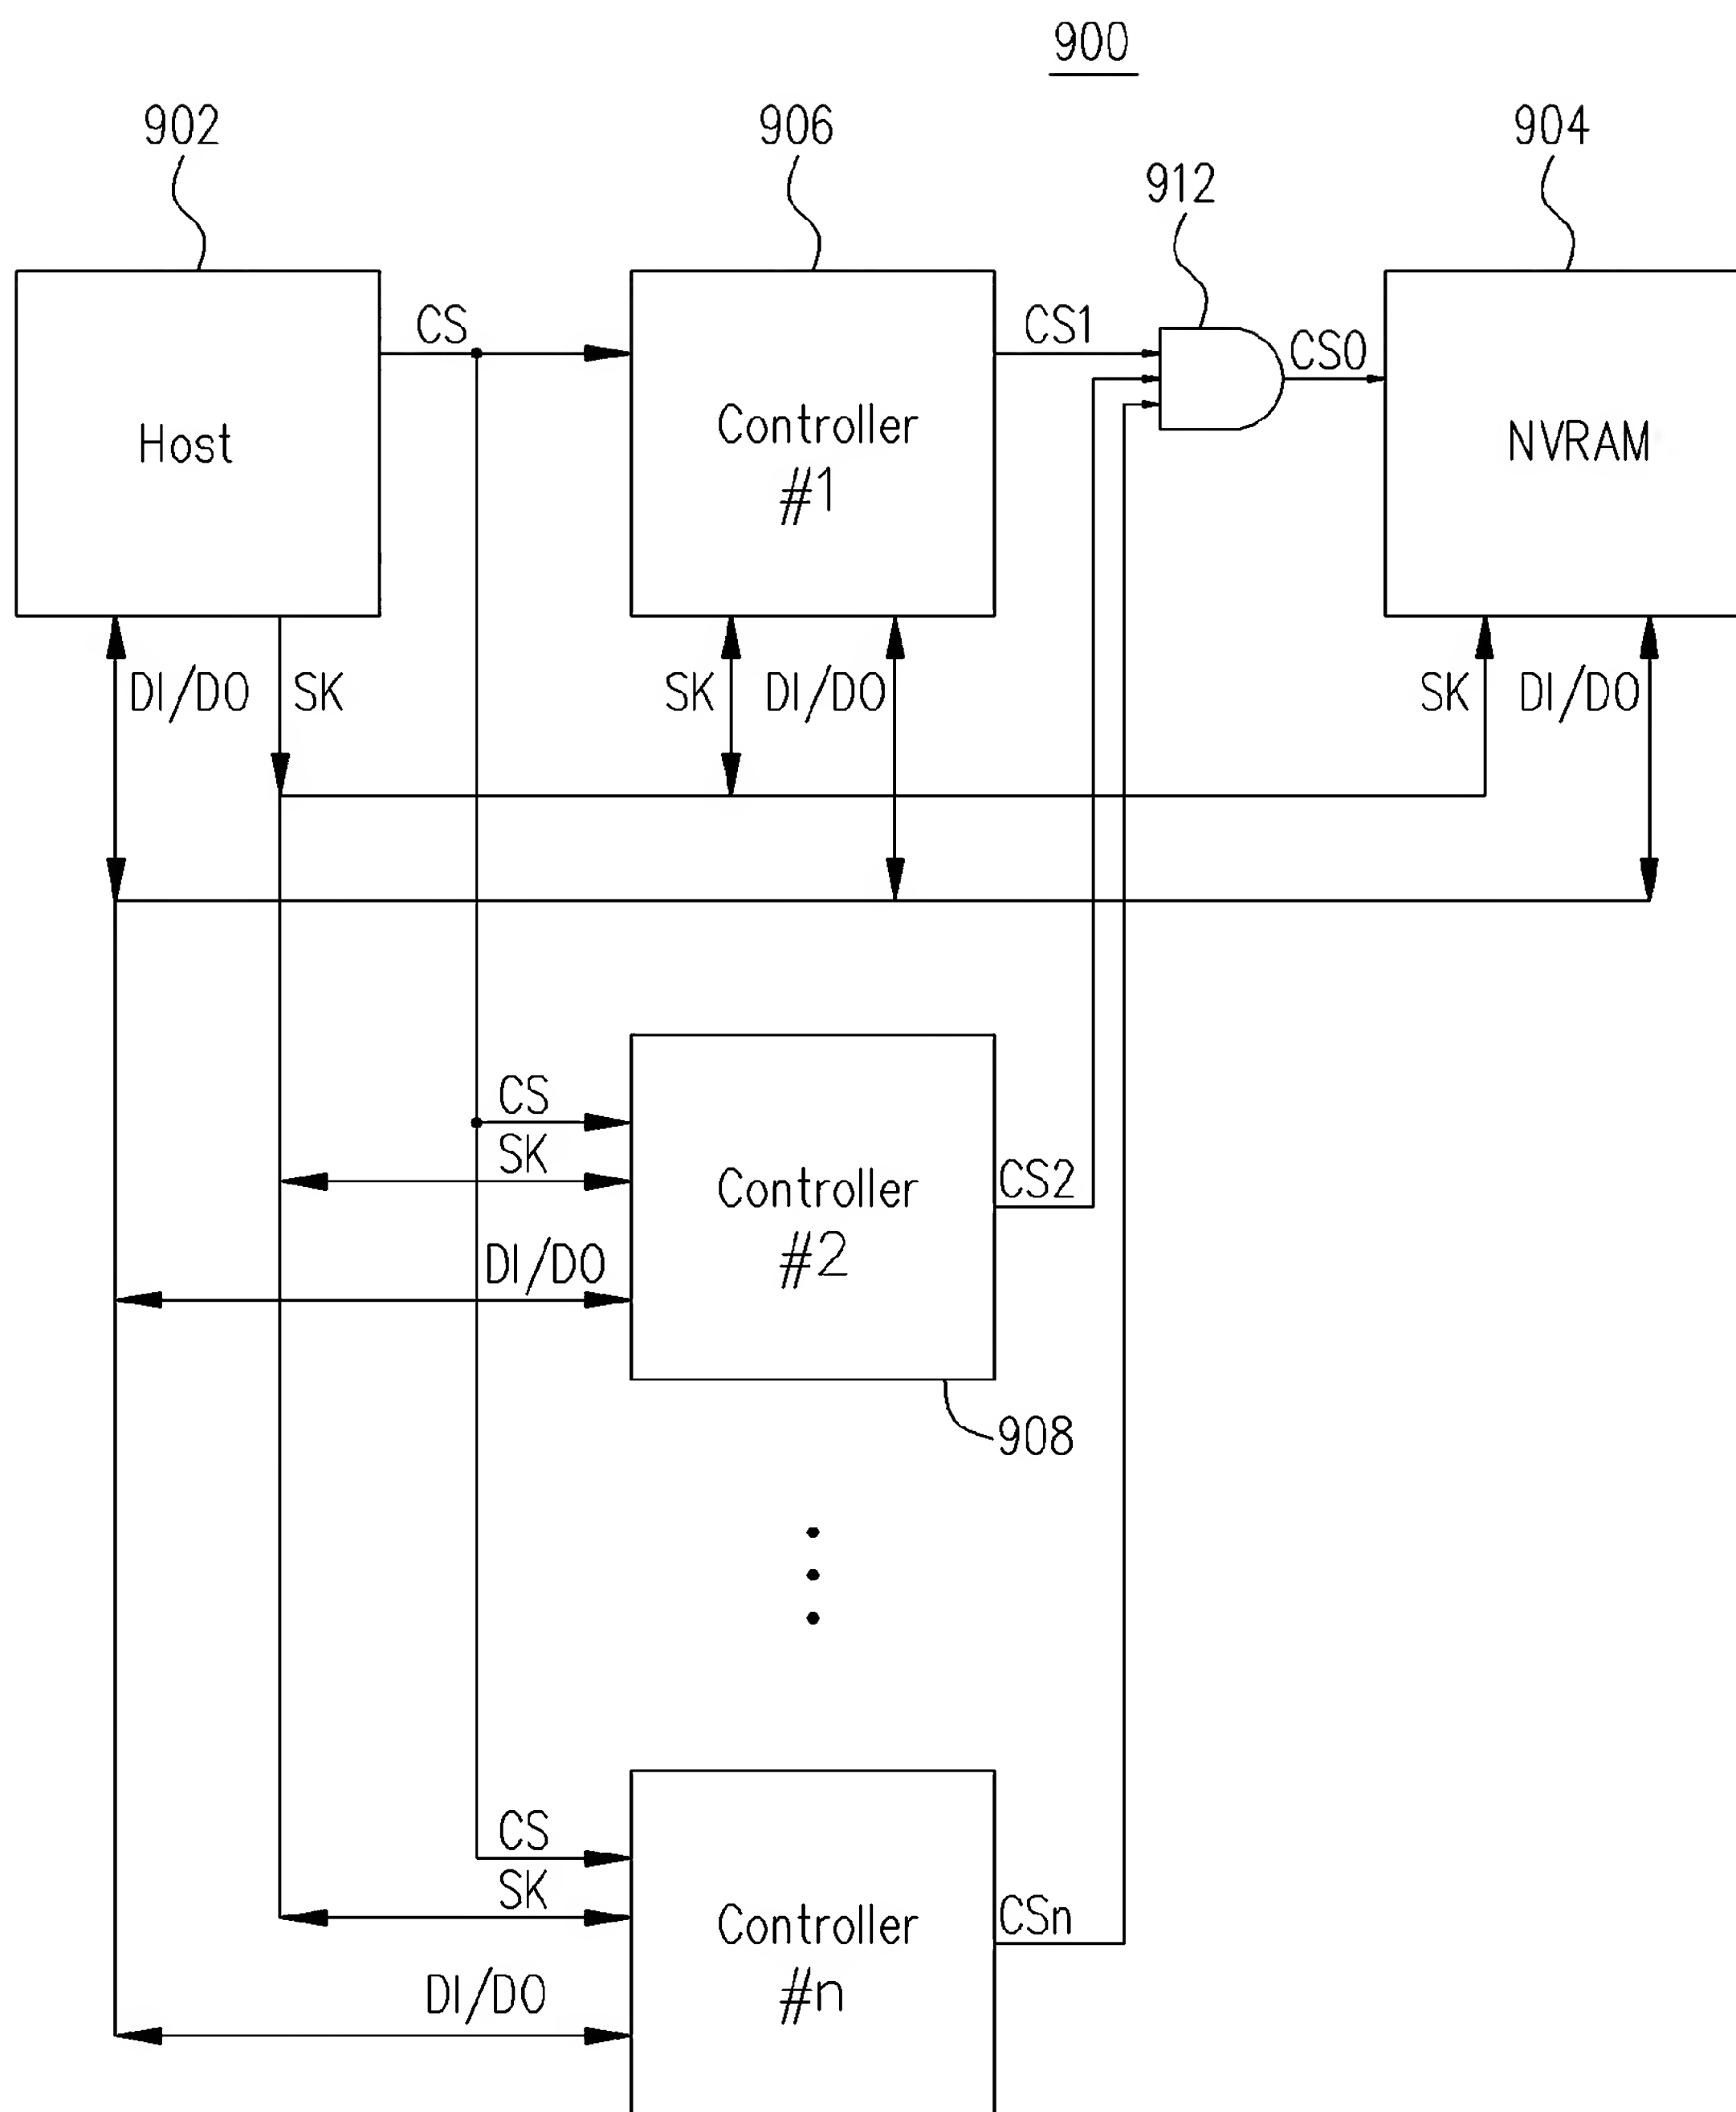 900
902
906
912
904
CS
CS1
CS0
Host
Controller
#1
NVRAM
DI/DO
SK
SK
DI/DO
SK
DI/DO
CS
SK
DI/DO
Controller
#2
CS2
908
CS
SK
DI/DO
Controller
#n
CSn